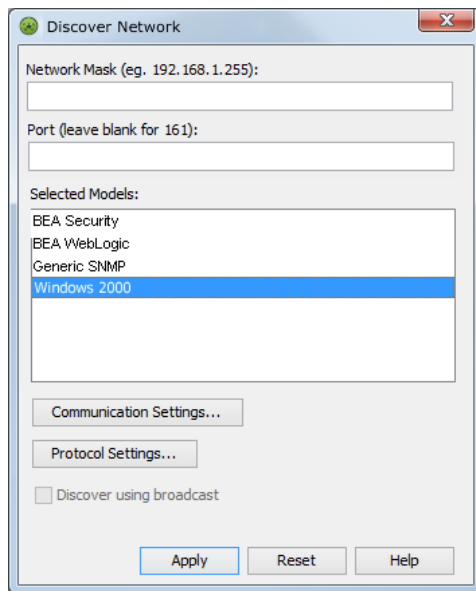 Discover Network
Network Mask (eg. 192.168.1.255):
Port (leave blank for 161):
Selected Models:
BEA Security
BEA WebLogic
Generic SNMP
Windows 2000
Communication Settings...
Protocol Settings...
Discover using broadcast
Apply Reset Help